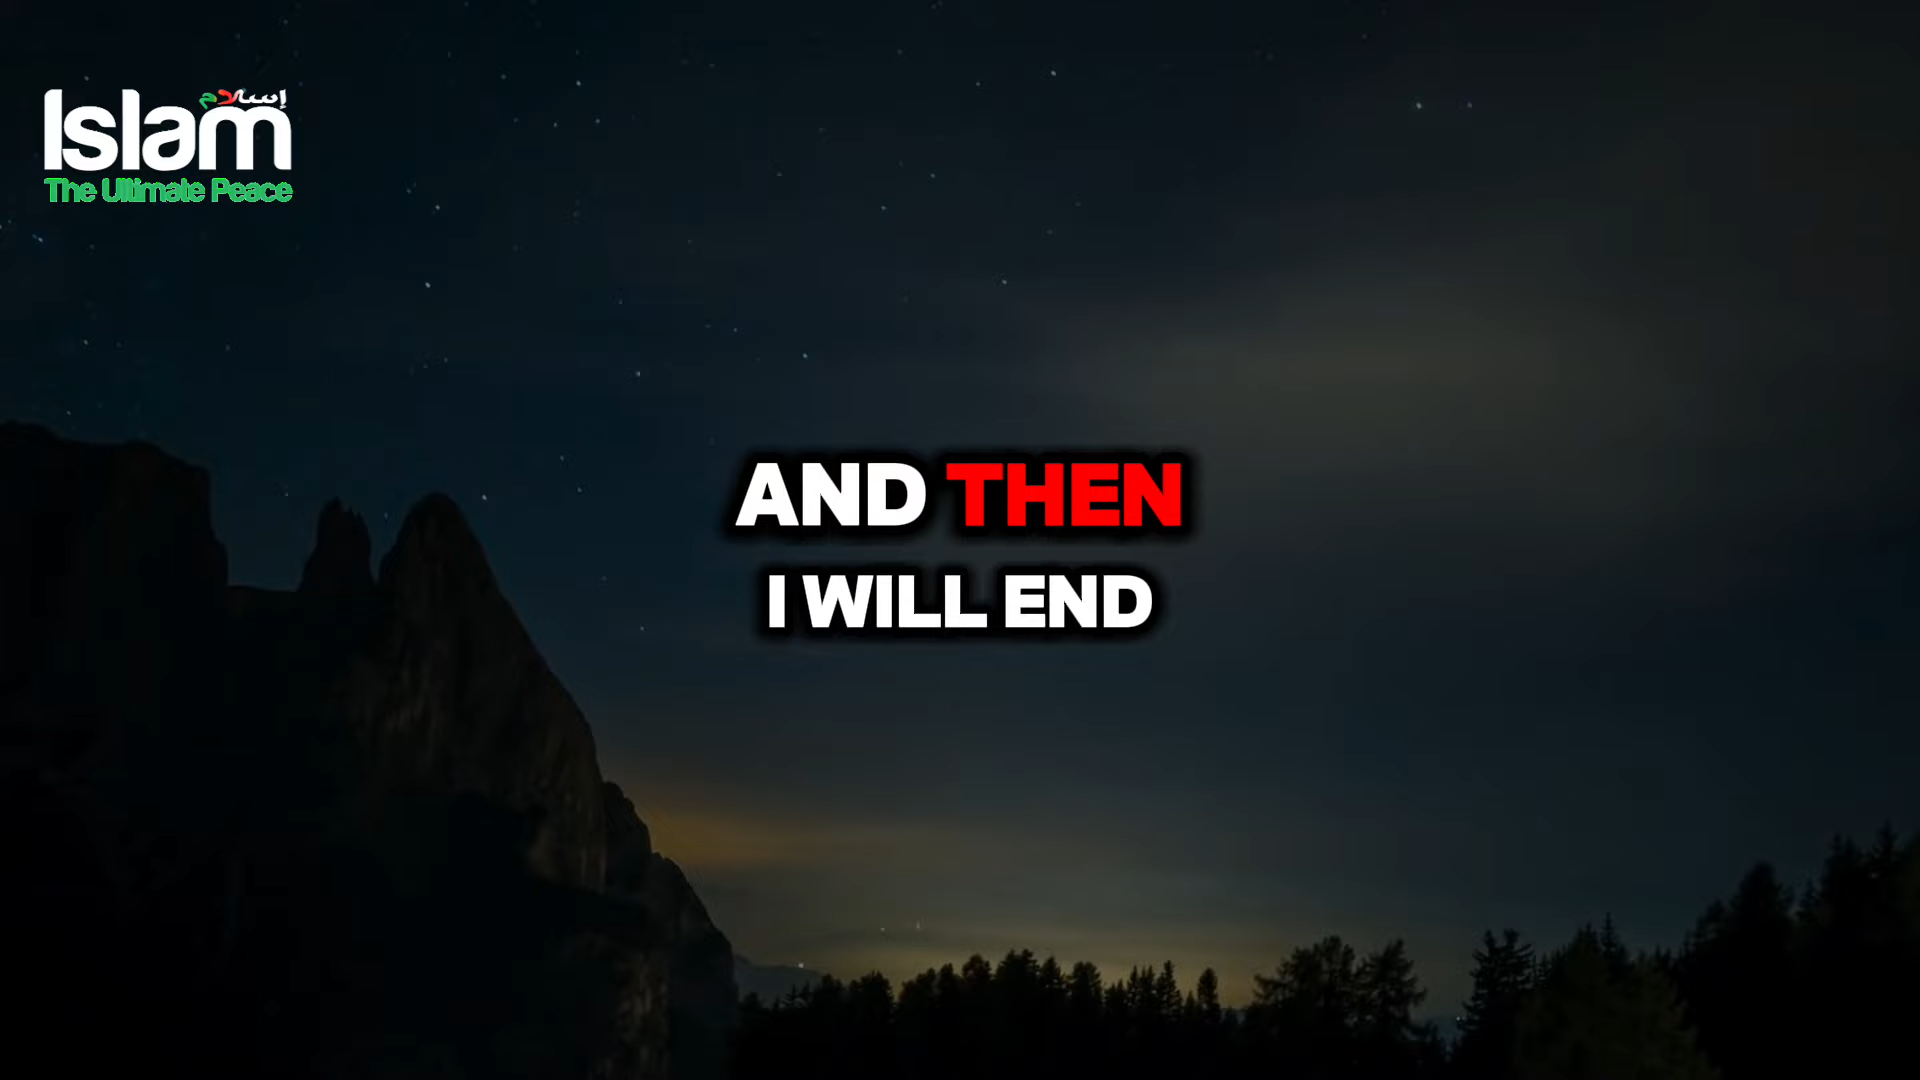 إسلام
Islam
The Ultimate Peace
AND THEN
I WILL END